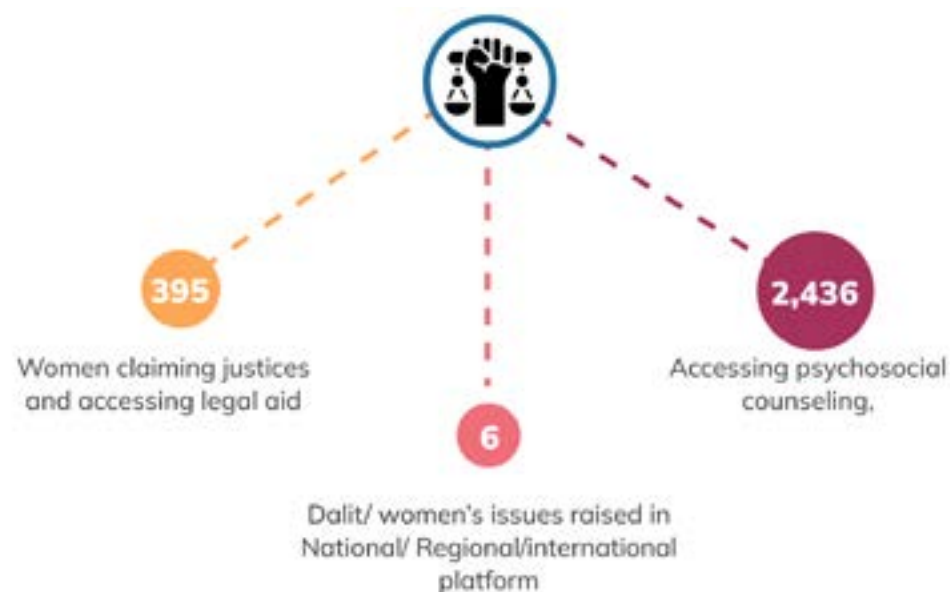 395
Women claiming justices
and accessing legal aid
6
Dalit/ women's issues raised in
National/ Regional/international
platform
2,436
Accessing psychosocial
counseling,